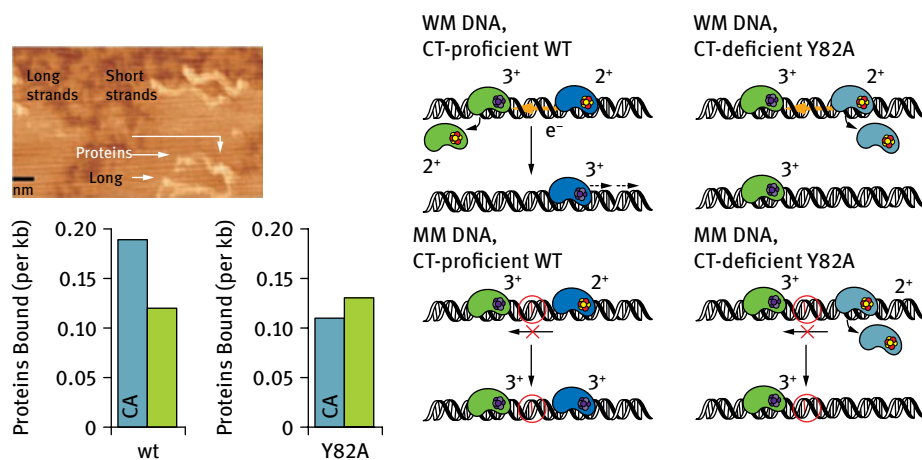 Long
strands
Short
strands
Proteins
Long
nm
Proteins Bound (per kb)
0.20
0.15
0.10
0.05
0
CA
wt
Proteins Bound (per kb)
0.20
0.15
0.10
0.05
0
CA
Y82A
WM DNA,
CT-proficient WT
3+
2+
2+
e−
3+
WM DNA,
CT-deficient Y82A
3+
2+
3+
MM DNA,
CT-proficient WT
3+
2+
3+
3+
MM DNA,
CT-deficient Y82A
3+
2+
3+